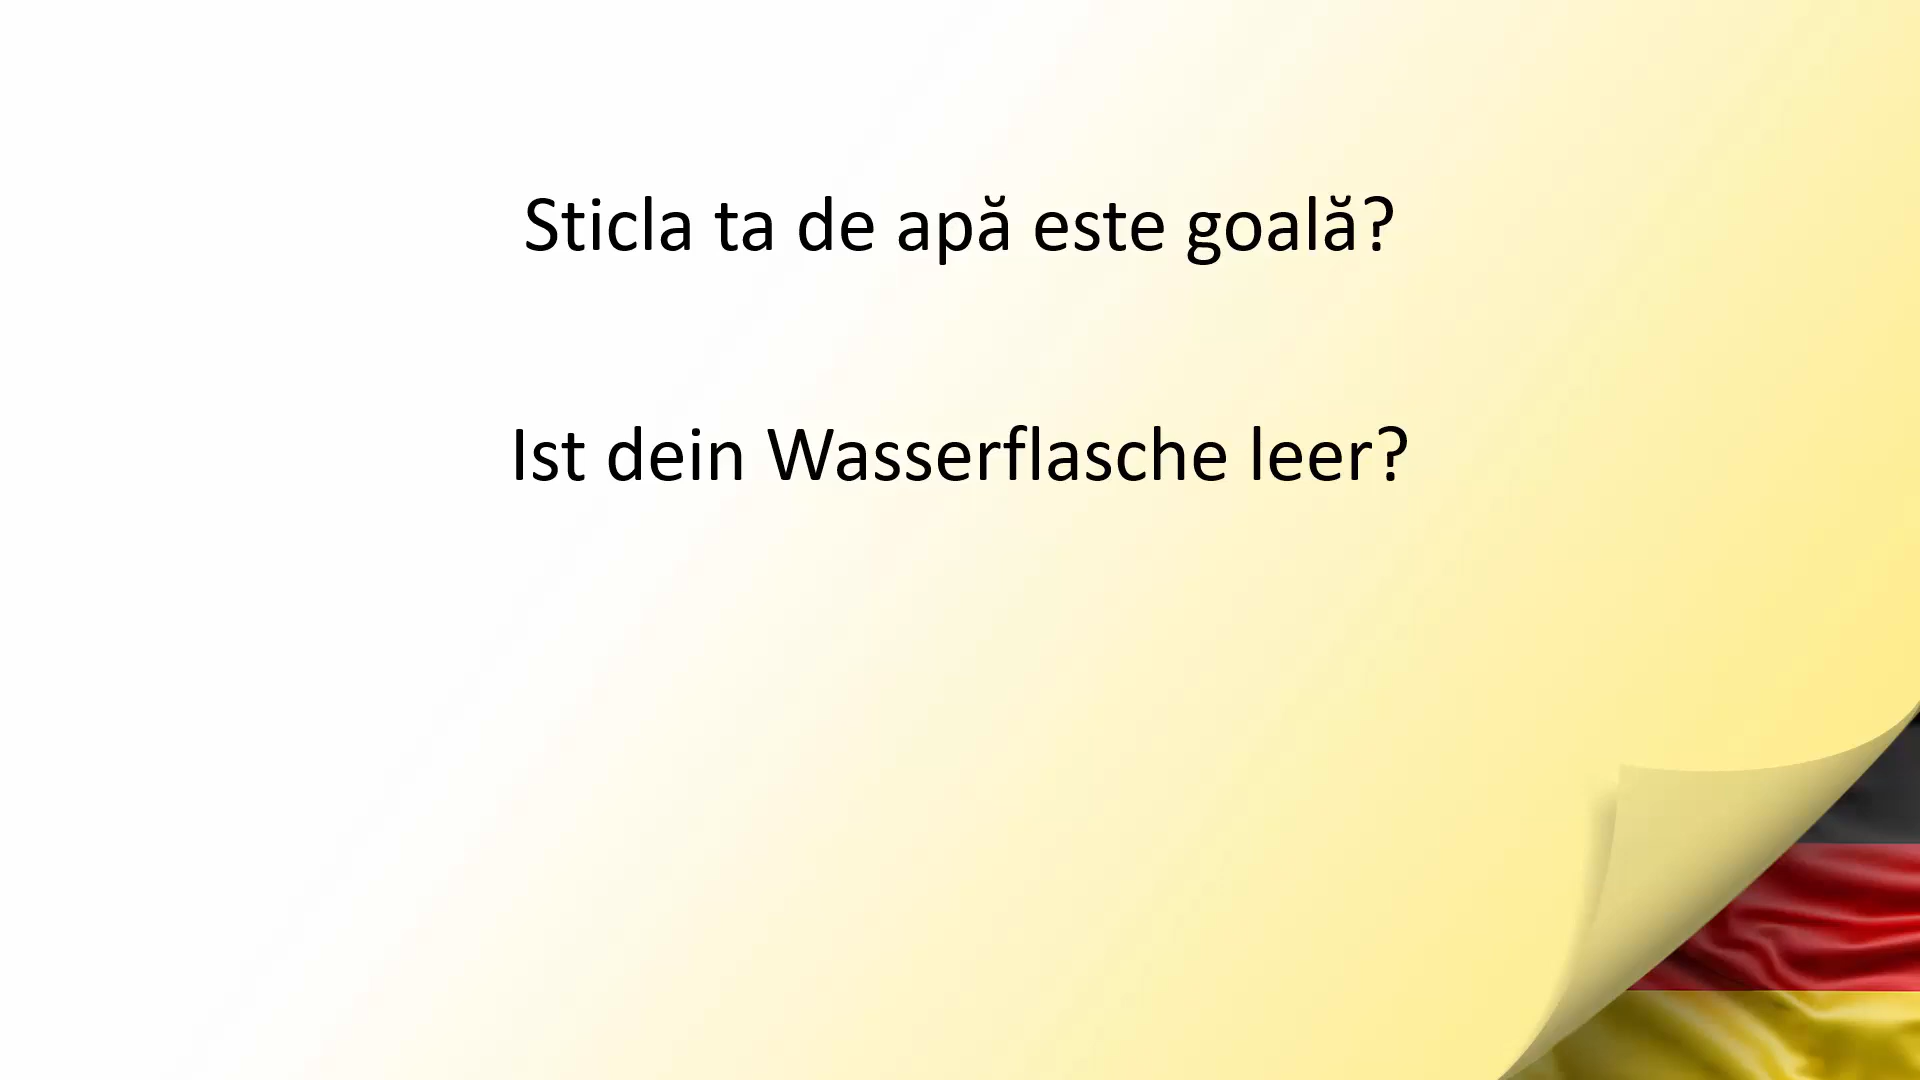 Sticla ta de apă este goală?
Ist dein Wasserflasche leer?